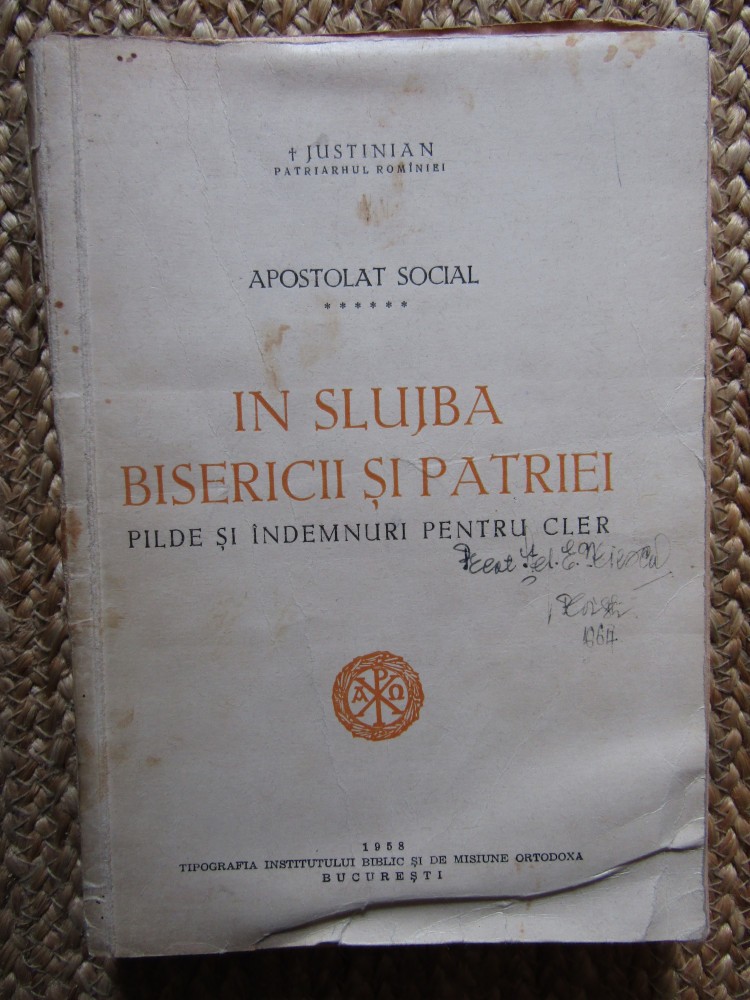 † JUSTINIAN
PATRIARHUL ROMÎNIEI
APOSTOLAT SOCIAL
* * * * * *
IN SLUJBA
BISERICII ȘI PATRIEI
PILDE ȘI ÎNDEMNURI PENTRU CLER
1967
Α Ρ Ω
1958
TIPOGRAFIA INSTITUTULUI BIBLIC ȘI DE MISIUNE ORTODOXA
BUCUREȘTI